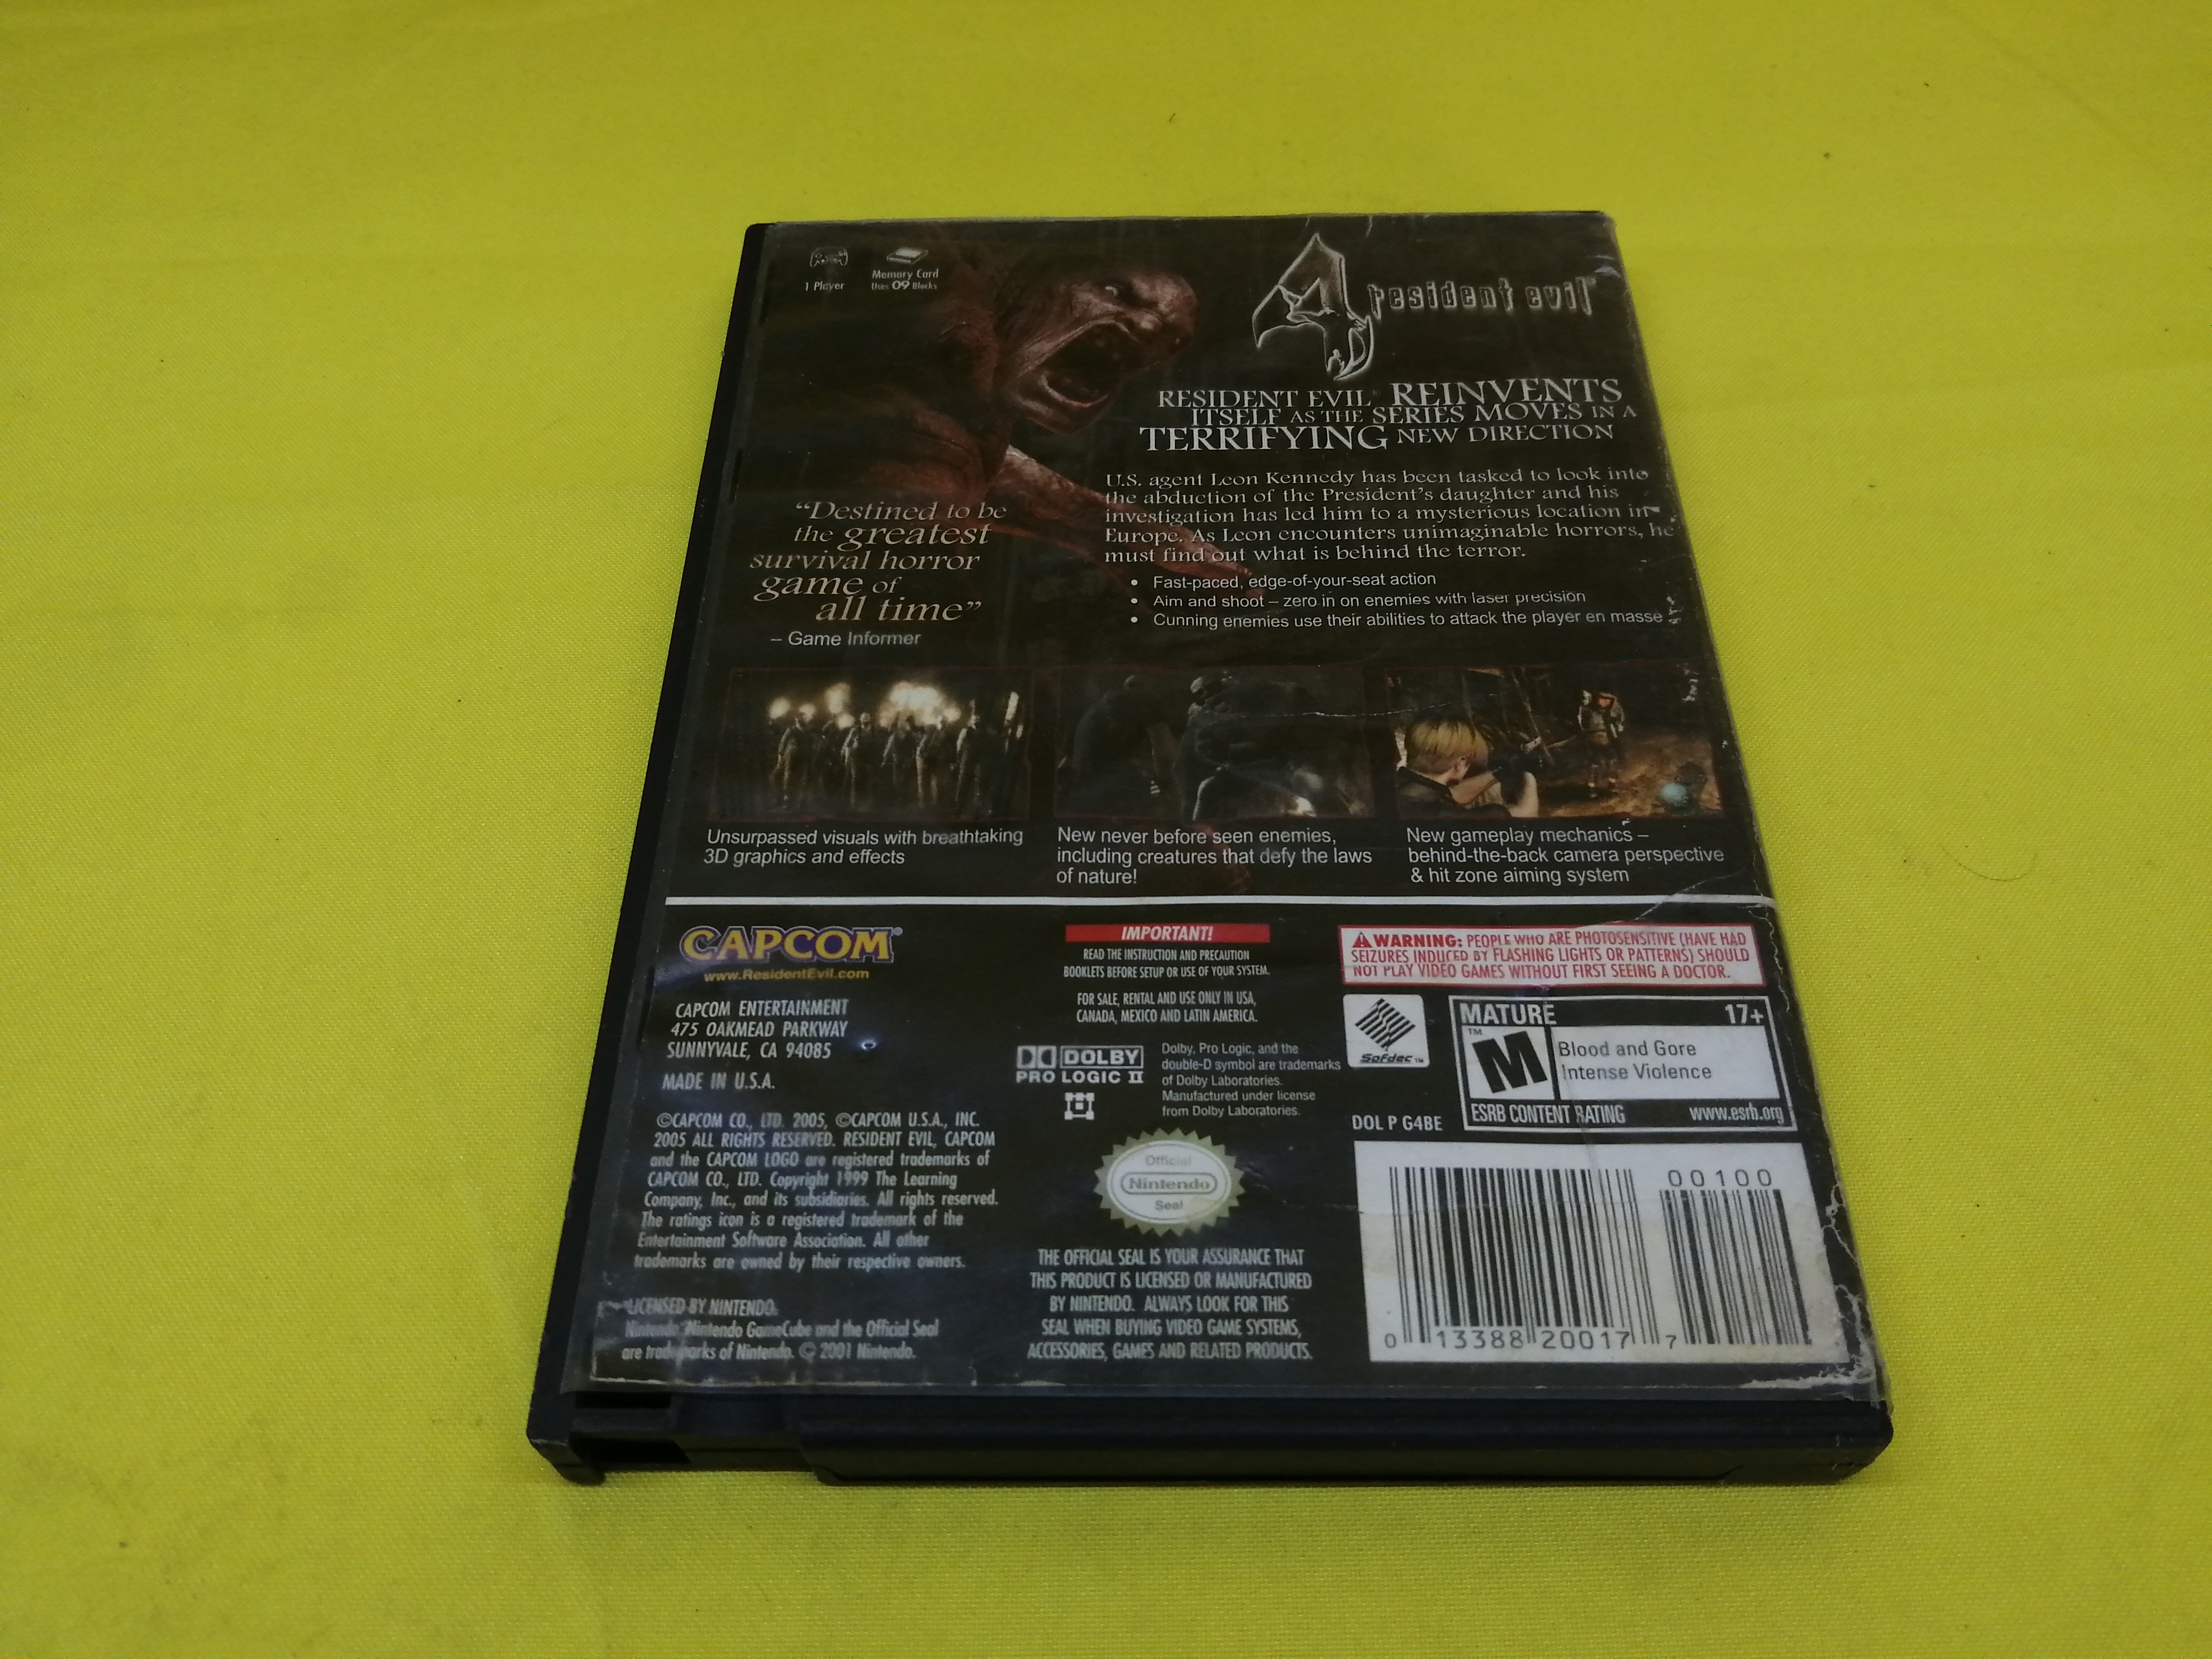 1 Player
Memory Card
Uses 09 Blocks
4 resident evil
RESIDENT EVIL® REINVENTS
ITSELF AS THE SERIES MOVES IN A
TERRIFYING NEW DIRECTION
U.S. agent Leon Kennedy has been tasked to look into
the abduction of the President's daughter and his
investigation has led him to a mysterious location in
Europe. As Leon encounters unimaginable horrors, he
must find out what is behind the terror.
• Fast-paced, edge-of-your-seat action
• Aim and shoot – zero in on enemies with laser precision
• Cunning enemies use their abilities to attack the player en masse
“Destined to be
the greatest
survival horror
game of
all time”
– Game Informer
Unsurpassed visuals with breathtaking
3D graphics and effects
New never before seen enemies,
including creatures that defy the laws
of nature!
New gameplay mechanics –
behind-the-back camera perspective
& hit zone aiming system
CAPCOM®
www.ResidentEvil.com
CAPCOM ENTERTAINMENT
475 OAKMEAD PARKWAY
SUNNYVALE, CA 94085
MADE IN U.S.A.
©CAPCOM CO., LTD. 2005, ©CAPCOM U.S.A., INC.
2005 ALL RIGHTS RESERVED. RESIDENT EVIL, CAPCOM
and the CAPCOM LOGO are registered trademarks of
CAPCOM CO., LTD. Copyright 1999 The Learning
Company, Inc., and its subsidiaries. All rights reserved.
The ratings icon is a registered trademark of the
Entertainment Software Association. All other
trademarks are owned by their respective owners.
LICENSED BY NINTENDO.
Nintendo, Nintendo GameCube and the Official Seal
are trademarks of Nintendo. © 2001 Nintendo.
IMPORTANT!
READ THE INSTRUCTION AND PRECAUTION
BOOKLETS BEFORE SETUP OR USE OF YOUR SYSTEM.
FOR SALE, RENTAL AND USE ONLY IN USA,
CANADA, MEXICO AND LATIN AMERICA.
DOLBY
PRO LOGIC II
Dolby, Pro Logic, and the
double-D symbol are trademarks
of Dolby Laboratories.
Manufactured under license
from Dolby Laboratories.
Official
Nintendo
Seal
THE OFFICIAL SEAL IS YOUR ASSURANCE THAT
THIS PRODUCT IS LICENSED OR MANUFACTURED
BY NINTENDO. ALWAYS LOOK FOR THIS
SEAL WHEN BUYING VIDEO GAME SYSTEMS,
ACCESSORIES, GAMES AND RELATED PRODUCTS.
WARNING: PEOPLE WHO ARE PHOTOSENSITIVE (HAVE HAD
SEIZURES INDUCED BY FLASHING LIGHTS OR PATTERNS) SHOULD
NOT PLAY VIDEO GAMES WITHOUT FIRST SEEING A DOCTOR.
Sofdec™
MATURE 17+
M™
Blood and Gore
Intense Violence
ESRB CONTENT RATING www.esrb.org
DOL P G4BE
00100
0 13388 20017 7